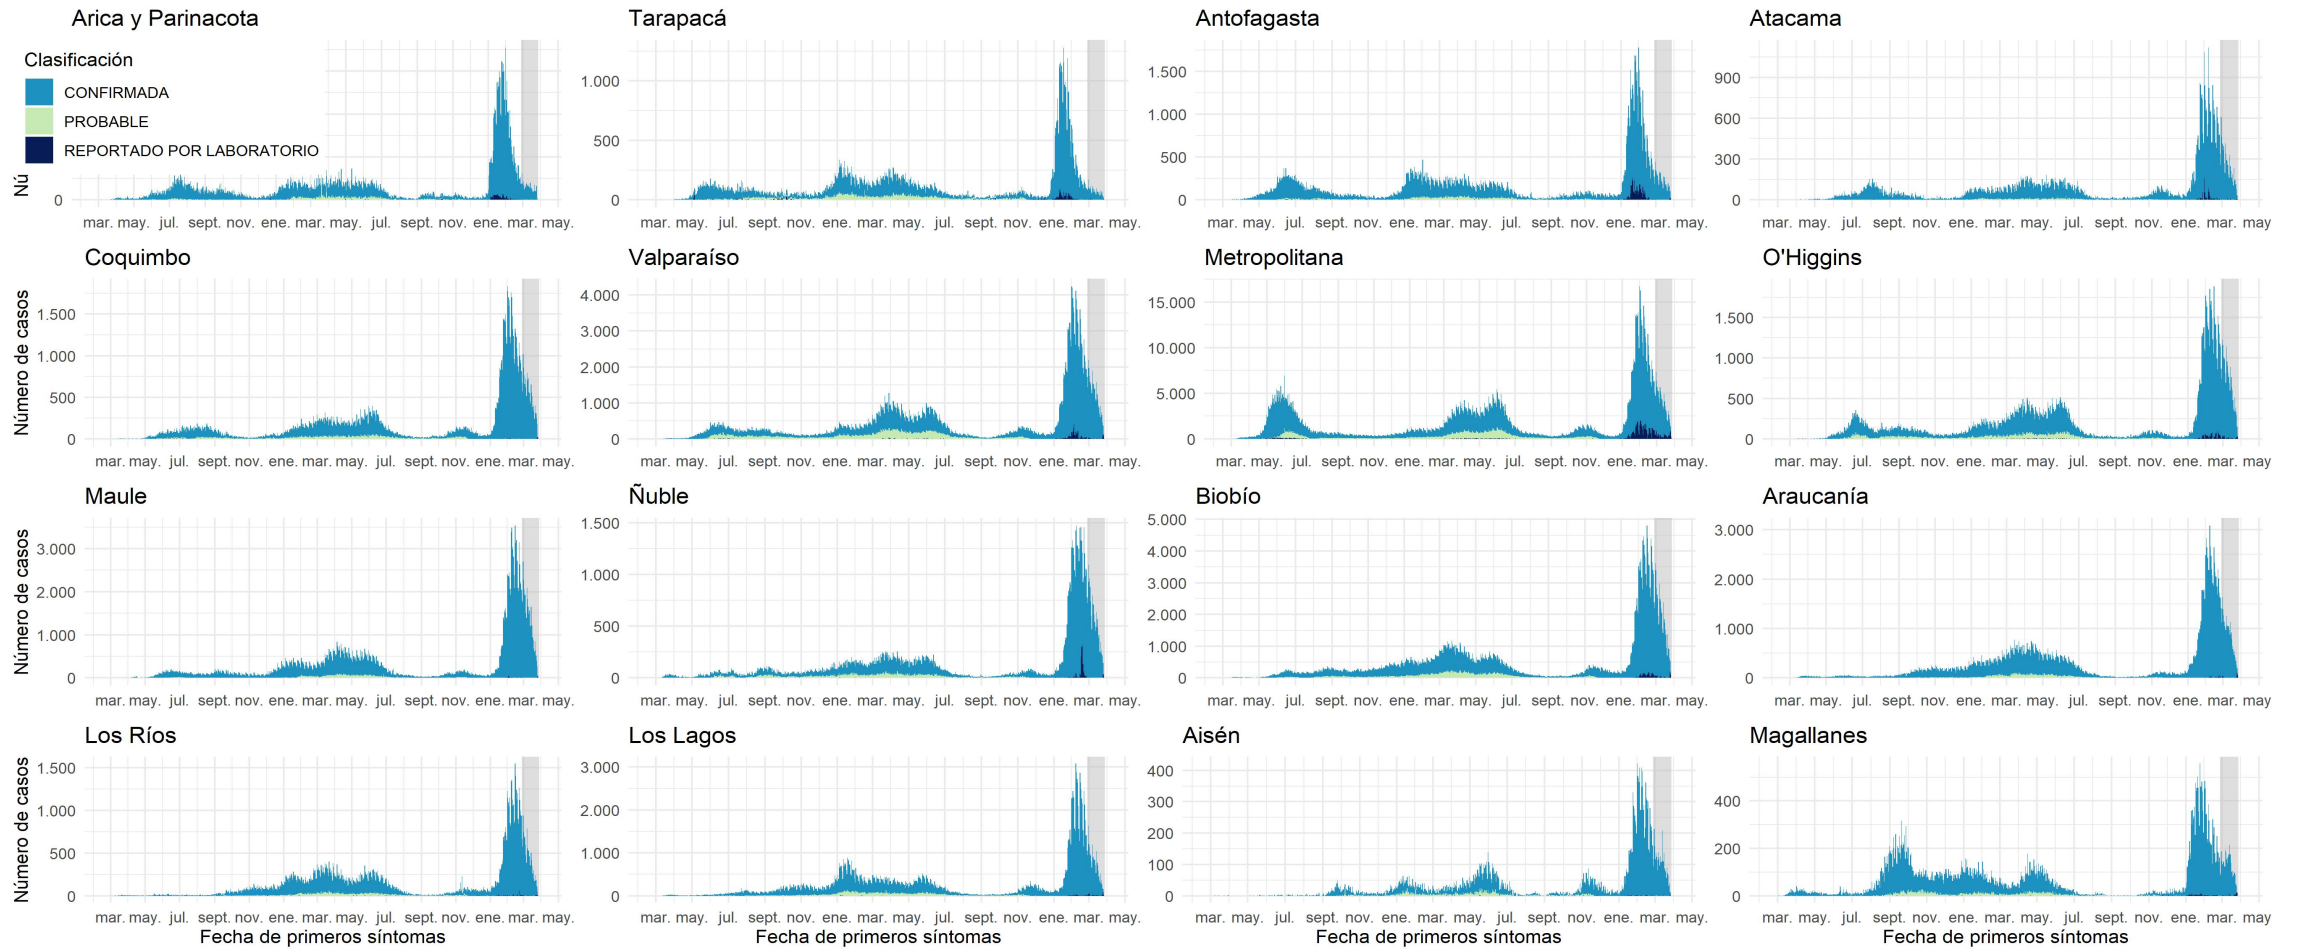 Arica y Parinacota
Tarapacá
Antofagasta
Atacama
Clasificación
CONFIRMADA
PROBABLE
REPORTADO POR LABORATORIO
Nú
0
1.000
500
0
1.500
1.000
500
0
900
600
300
0
mar. may. jul. sept. nov. ene. mar. may. jul. sept. nov. ene. mar. may.
mar. may. jul. sept. nov. ene. mar. may. jul. sept. nov. ene. mar. may.
mar. may. jul. sept. nov. ene. mar. may. jul. sept. nov. ene. mar. may.
mar. may. jul. sept. nov. ene. mar. may. jul. sept. nov. ene. mar. may
Coquimbo
Valparaíso
Metropolitana
O'Higgins
Número de casos
1.500
1.000
500
0
4.000
3.000
2.000
1.000
0
15.000
10.000
5.000
0
1.500
1.000
500
0
mar. may. jul. sept. nov. ene. mar. may. jul. sept. nov. ene. mar. may.
mar. may. jul. sept. nov. ene. mar. may. jul. sept. nov. ene. mar. may.
mar. may. jul. sept. nov. ene. mar. may. jul. sept. nov. ene. mar. may.
mar. may. jul. sept. nov. ene. mar. may. jul. sept. nov. ene. mar. may
Maule
Ñuble
Biobío
Araucanía
Número de casos
3.000
2.000
1.000
0
1.500
1.000
500
0
5.000
4.000
3.000
2.000
1.000
0
3.000
2.000
1.000
0
mar. may. jul. sept. nov. ene. mar. may. jul. sept. nov. ene. mar. may.
mar. may. jul. sept. nov. ene. mar. may. jul. sept. nov. ene. mar. may.
mar. may. jul. sept. nov. ene. mar. may. jul. sept. nov. ene. mar. may.
mar. may. jul. sept. nov. ene. mar. may. jul. sept. nov. ene. mar. may
Los Ríos
Los Lagos
Aisén
Magallanes
Número de casos
1.500
1.000
500
0
3.000
2.000
1.000
0
400
300
200
100
0
400
200
0
mar. may. jul. sept. nov. ene. mar. may. jul. sept. nov. ene. mar. may.
mar. may. jul. sept. nov. ene. mar. may. jul. sept. nov. ene. mar. may.
mar. may. jul. sept. nov. ene. mar. may. jul. sept. nov. ene. mar. may.
mar. may. jul. sept. nov. ene. mar. may. jul. sept. nov. ene. mar. may
Fecha de primeros síntomas
Fecha de primeros síntomas
Fecha de primeros síntomas
Fecha de primeros síntomas